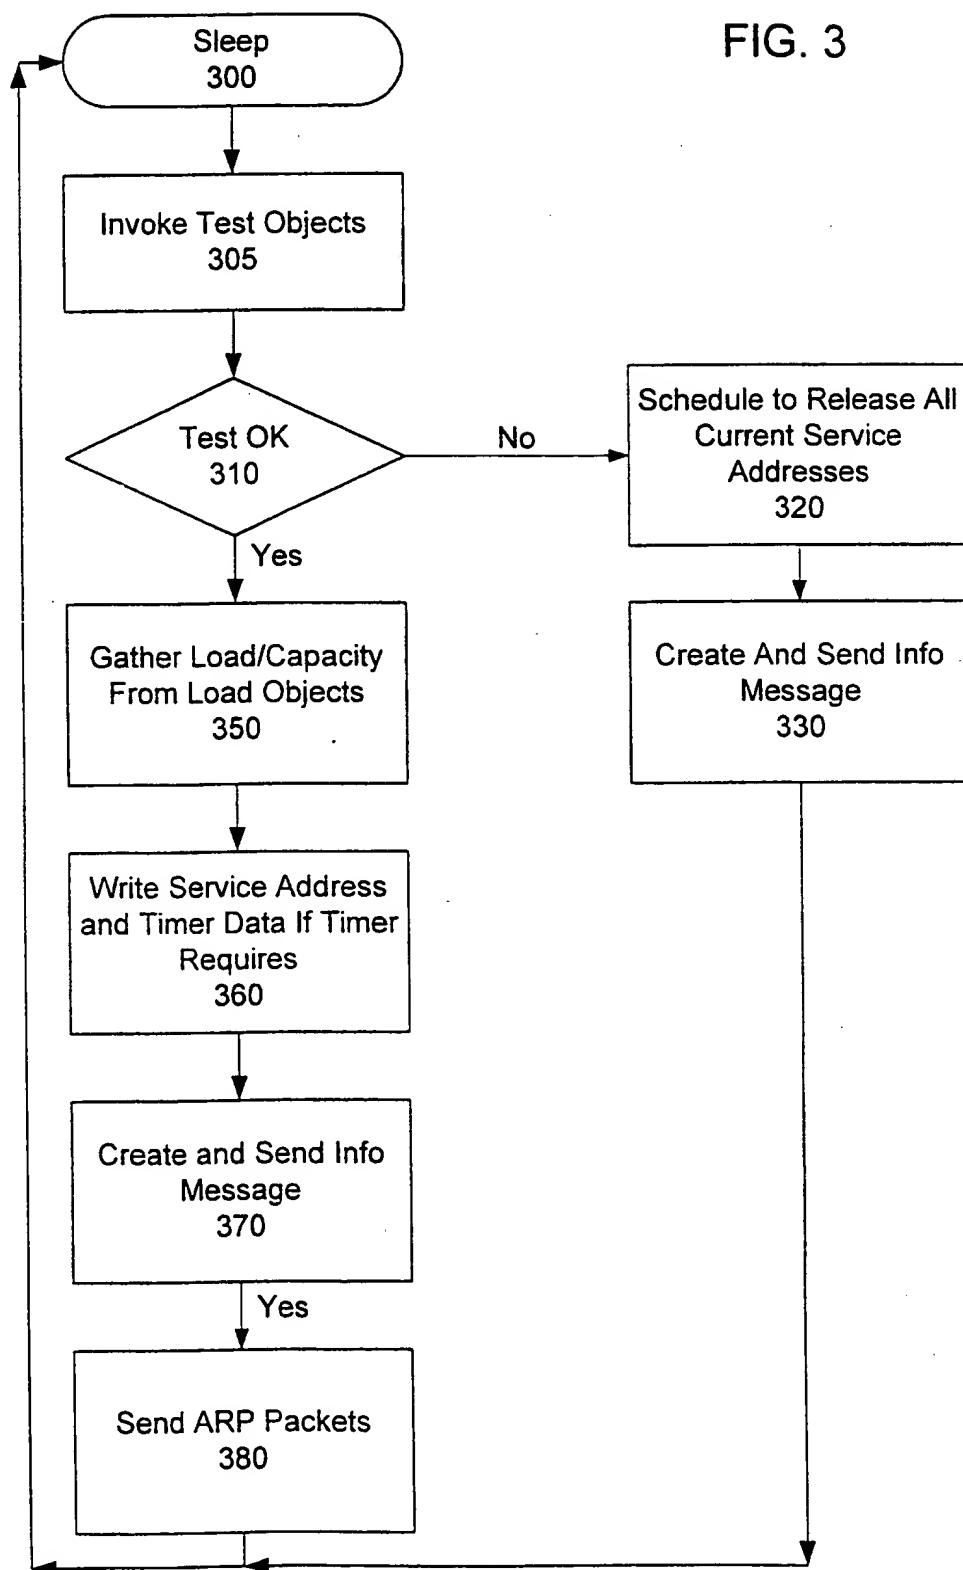 FIG. 3
Sleep
300
Invoke Test Objects
305
Test OK
310
No
Schedule to Release All
Current Service
Addresses
320
Yes
Gather Load/Capacity
From Load Objects
350
Create And Send Info
Message
330
Write Service Address
and Timer Data If Timer
Requires
360
Create and Send Info
Message
370
Yes
Send ARP Packets
380